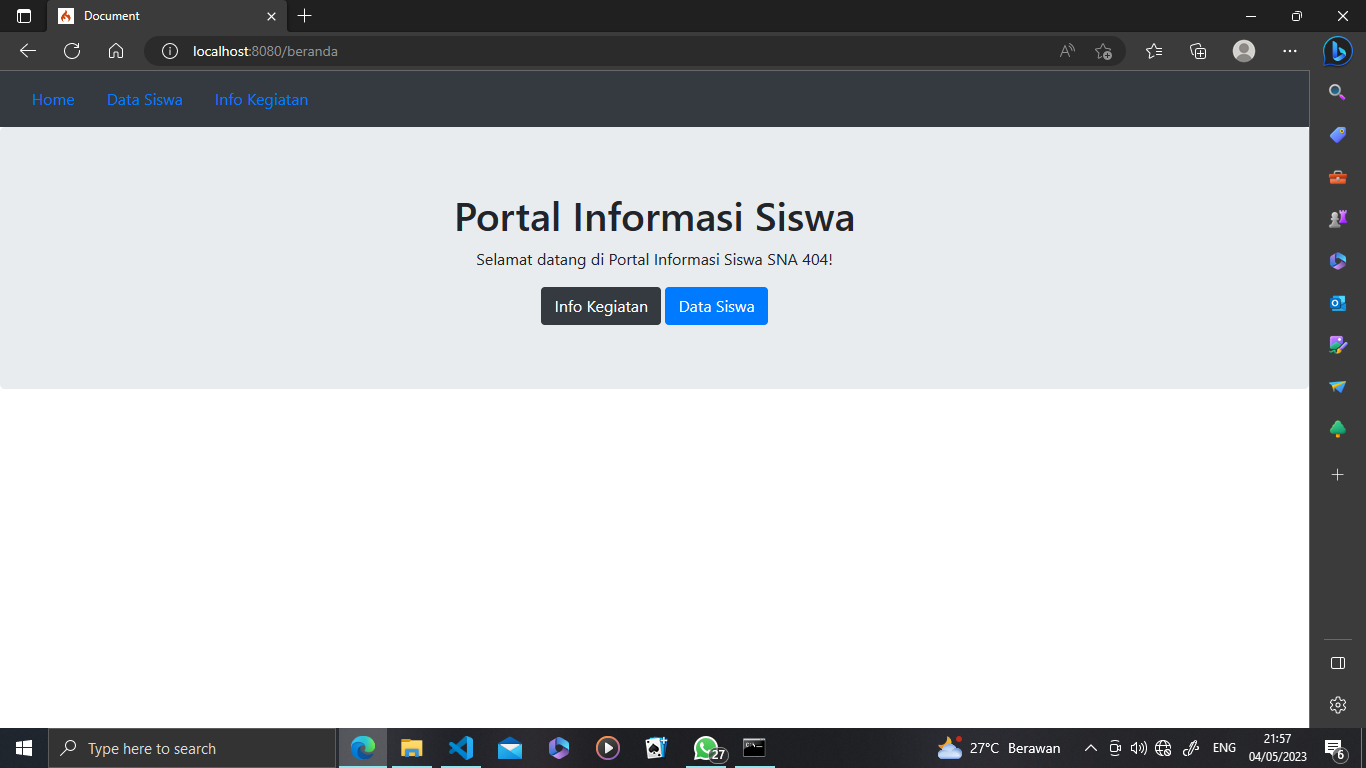 Document
localhost:8080/beranda
Home Data Siswa Info Kegiatan
Portal Informasi Siswa
Selamat datang di Portal Informasi Siswa SNA 404!
Info Kegiatan Data Siswa
Type here to search
27
27°C Berawan
ENG
21:57
04/05/2023
6